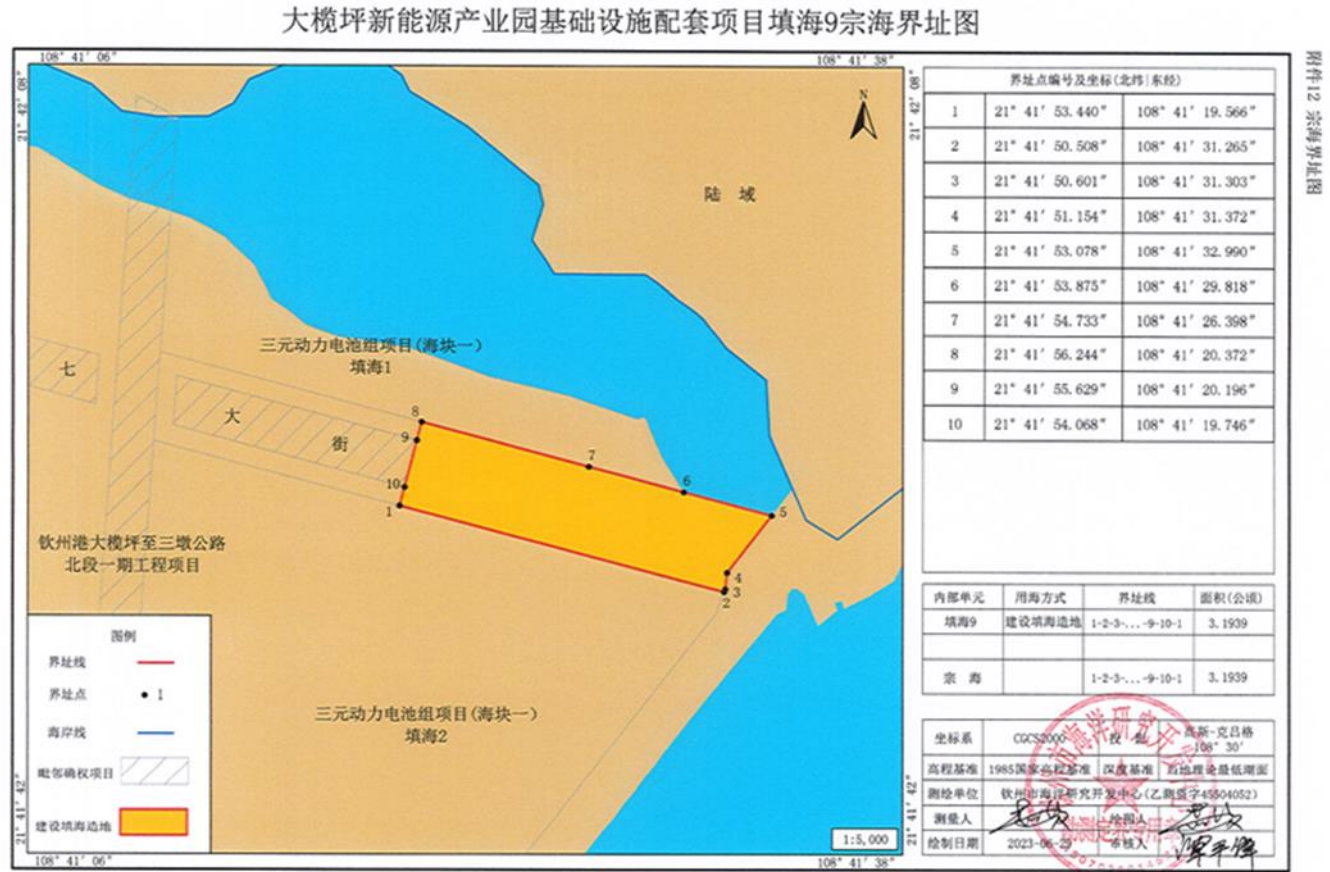 大榄坪新能源产业园基础设施配套项目填海9宗海界址图
附件12 宗海界址图
108° 41′ 06″
108° 41′ 38″
21° 42′ 08″
21° 42′ 08″
N
陆 域
三元动力电池组项目(海块一)
填海1
七
大
街
8
9
7
6
10
1
5
4
3
2
钦州港大榄坪至三墩公路
北段一期工程项目
三元动力电池组项目(海块一)
填海2
图例
界址线
界址点 1
海岸线
毗邻确权项目
建设填海造地
1:5,000
21° 41′ 42″
21° 41′ 42″
108° 41′ 06″
108° 41′ 38″
界址点编号及坐标(北纬|东经)
1 21° 41′ 53.440″ 108° 41′ 19.566″
2 21° 41′ 50.508″ 108° 41′ 31.265″
3 21° 41′ 50.601″ 108° 41′ 31.303″
4 21° 41′ 51.154″ 108° 41′ 31.372″
5 21° 41′ 53.078″ 108° 41′ 32.990″
6 21° 41′ 53.875″ 108° 41′ 29.818″
7 21° 41′ 54.733″ 108° 41′ 26.398″
8 21° 41′ 56.244″ 108° 41′ 20.372″
9 21° 41′ 55.629″ 108° 41′ 20.196″
10 21° 41′ 54.068″ 108° 41′ 19.746″
内部单元 用海方式 界址线 面积(公顷)
填海9 建设填海造地 1-2-3-...-9-10-1 3.1939
宗 海 1-2-3-...-9-10-1 3.1939
坐标系 CGCS2000 投 影 高斯-克吕格
108° 30′
高程基准 1985国家高程基准 深度基准 当地理论最低潮面
测绘单位 钦州市海洋研究开发中心(乙测资字45504052)
测量人 绘图人
绘制日期 2023-06-29 审核人